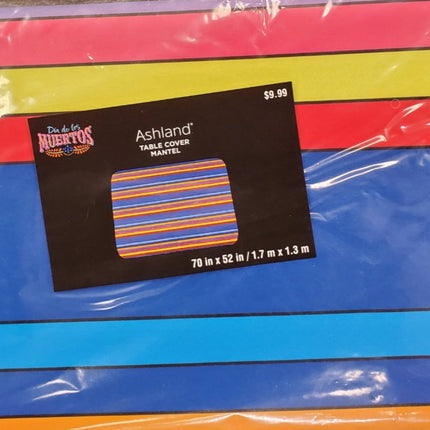 $9.99
Día de los
MUERTOS
Ashland®
TABLE COVER
MANTEL
70 in x 52 in / 1.7 m x 1.3 m